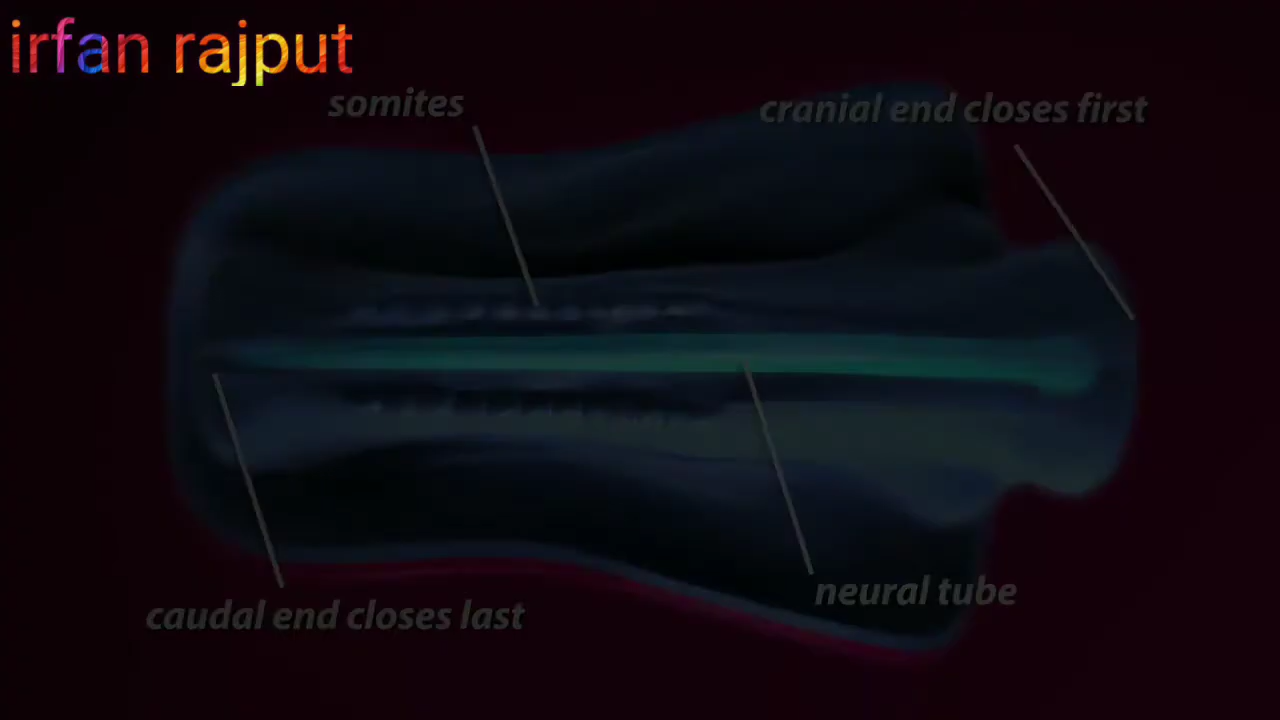 irfan rajput
somites
cranial end closes first
neural tube
caudal end closes last